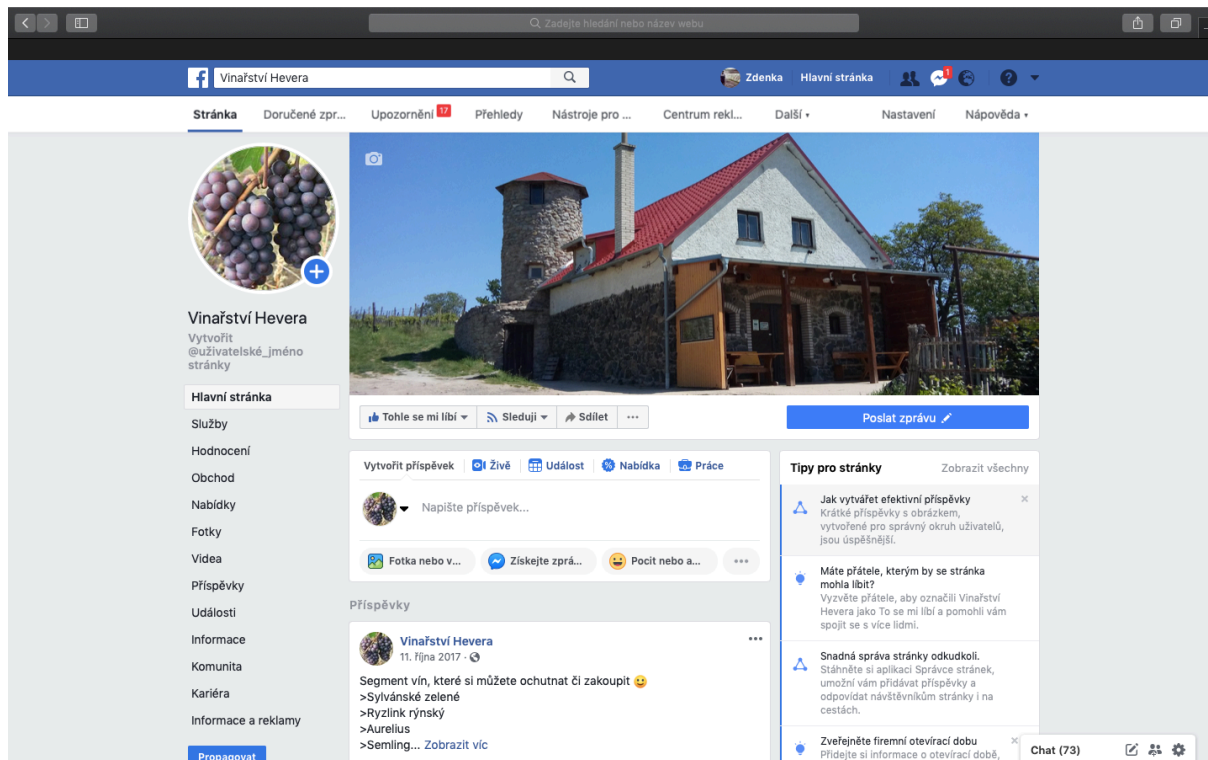 Zadejte hledání nebo název webu
Vinařství Hevera
Zdenka Hlavní stránka 1
Stránka Doručené zpr... Upozornění 17 Přehledy Nástroje pro ... Centrum rekl... Další Nastavení Nápověda
Vinařství Hevera
Vytvořit
@uživatelské_jméno
stránky
Hlavní stránka
Služby
Hodnocení
Obchod
Nabídky
Fotky
Videa
Příspěvky
Události
Informace
Komunita
Kariéra
Informace a reklamy
Propagovat
Tohle se mi líbí Sleduji Sdílet ...
Poslat zprávu
Vytvořit příspěvek Živě Událost Nabídka Práce
Napište příspěvek...
Fotka nebo v... Získejte zprá... Pocit nebo a...
Příspěvky
Vinařství Hevera
11. října 2017 ·
Segment vín, které si můžete ochutnat či zakoupit 😀
>Sylvánské zelené
>Ryzlink rýnský
>Aurelius
>Semling... Zobrazit víc
Tipy pro stránky Zobrazit všechny
Jak vytvářet efektivní příspěvky
Krátké příspěvky s obrázkem,
vytvořené pro správný okruh uživatelů,
jsou úspěšnější.
Máte přátele, kterým by se stránka
mohla líbit?
Vyzvěte přátele, aby označili Vinařství
Hevera jako To se mi líbí a pomohli vám
spojit se s více lidmi.
Snadná správa stránky odkudkoli.
Stáhněte si aplikaci Správce stránek,
umožní vám přidávat příspěvky a
odpovídat návštěvníkům stránky i na
cestách.
Zveřejněte firemní otevírací dobu
Přidejte si informace o otevírací době,
Chat (73)